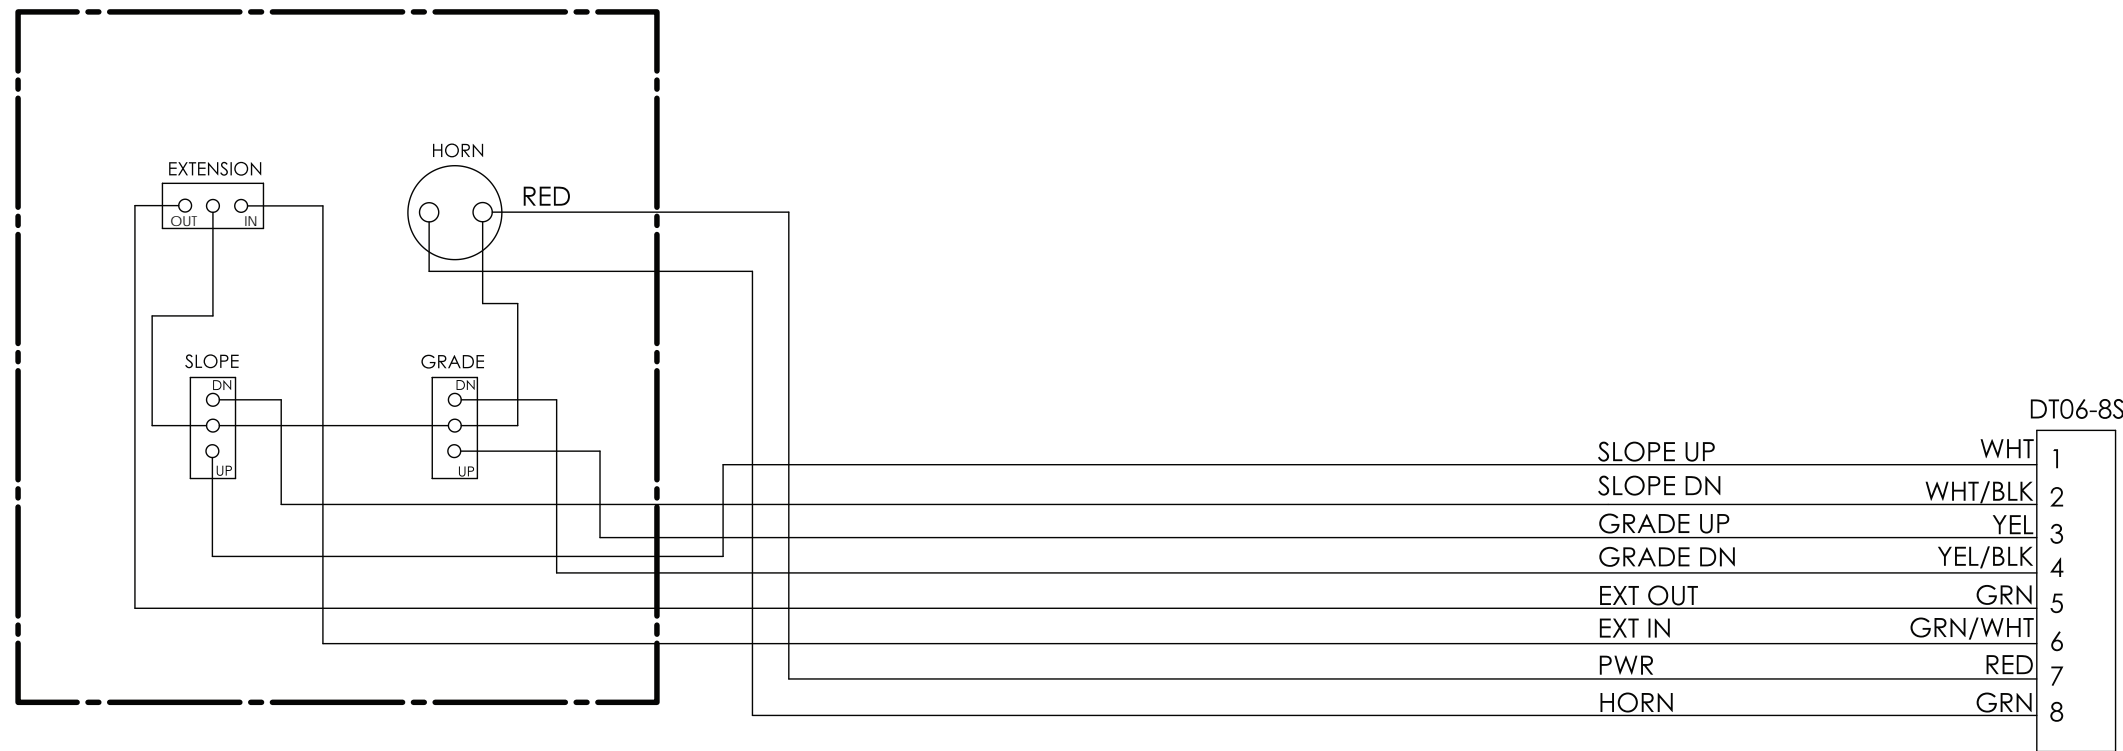 HORN
EXTENSION
RED
OUT IN
SLOPE GRADE
DN DN
UP UP
DT06-8S
SLOPE UP WHT 1
SLOPE DN WHT/BLK 2
GRADE UP YEL 3
GRADE DN YEL/BLK 4
EXT OUT GRN 5
EXT IN GRN/WHT 6
PWR RED 7
HORN GRN 8